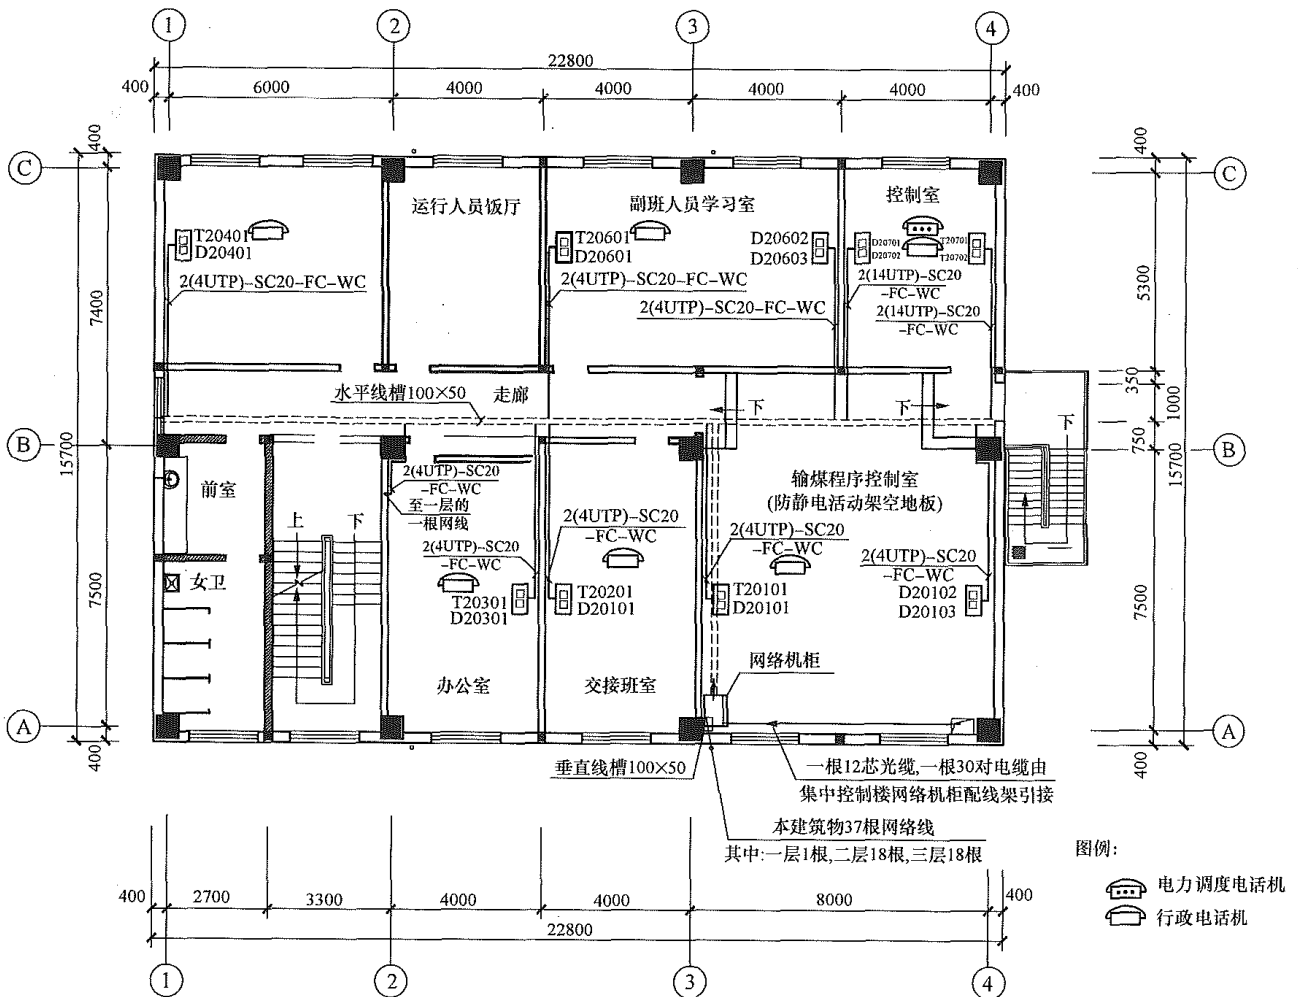 1
2
3
4
22800
400
6000
4000
4000
4000
4000
400
C
400
7400
15700
B
7500
400
A
400
C
5300
350
1000
750
B
15700
7500
400
A
T20401
D20401
2(4UTP)-SC20-FC-WC
运行人员饭厅
副班人员学习室
T20601
D20601
2(4UTP)-SC20-FC-WC
D20602
D20603
2(4UTP)-SC20-FC-WC
控制室
D20701
D20702
T20701
T20702
2(14UTP)-SC20
-FC-WC
2(14UTP)-SC20
-FC-WC
水平线槽100×50
走廊
下
下
下
前室
女卫
上
下
2(4UTP)-SC20
-FC-WC
至一层的
一根网线
2(4UTP)-SC20
-FC-WC
T20301
D20301
办公室
2(4UTP)-SC20
-FC-WC
T20201
D20101
交接班室
输煤程序控制室
(防静电活动架空地板)
2(4UTP)-SC20
-FC-WC
T20101
D20101
2(4UTP)-SC20
-FC-WC
D20102
D20103
网络机柜
垂直线槽100×50
一根12芯光缆,一根30对电缆由
集中控制楼网络机柜配线架引接
本建筑物37根网络线
其中:一层1根,二层18根,三层18根
图例:
电力调度电话机
行政电话机
400
2700
3300
4000
4000
8000
400
22800
1
2
3
4